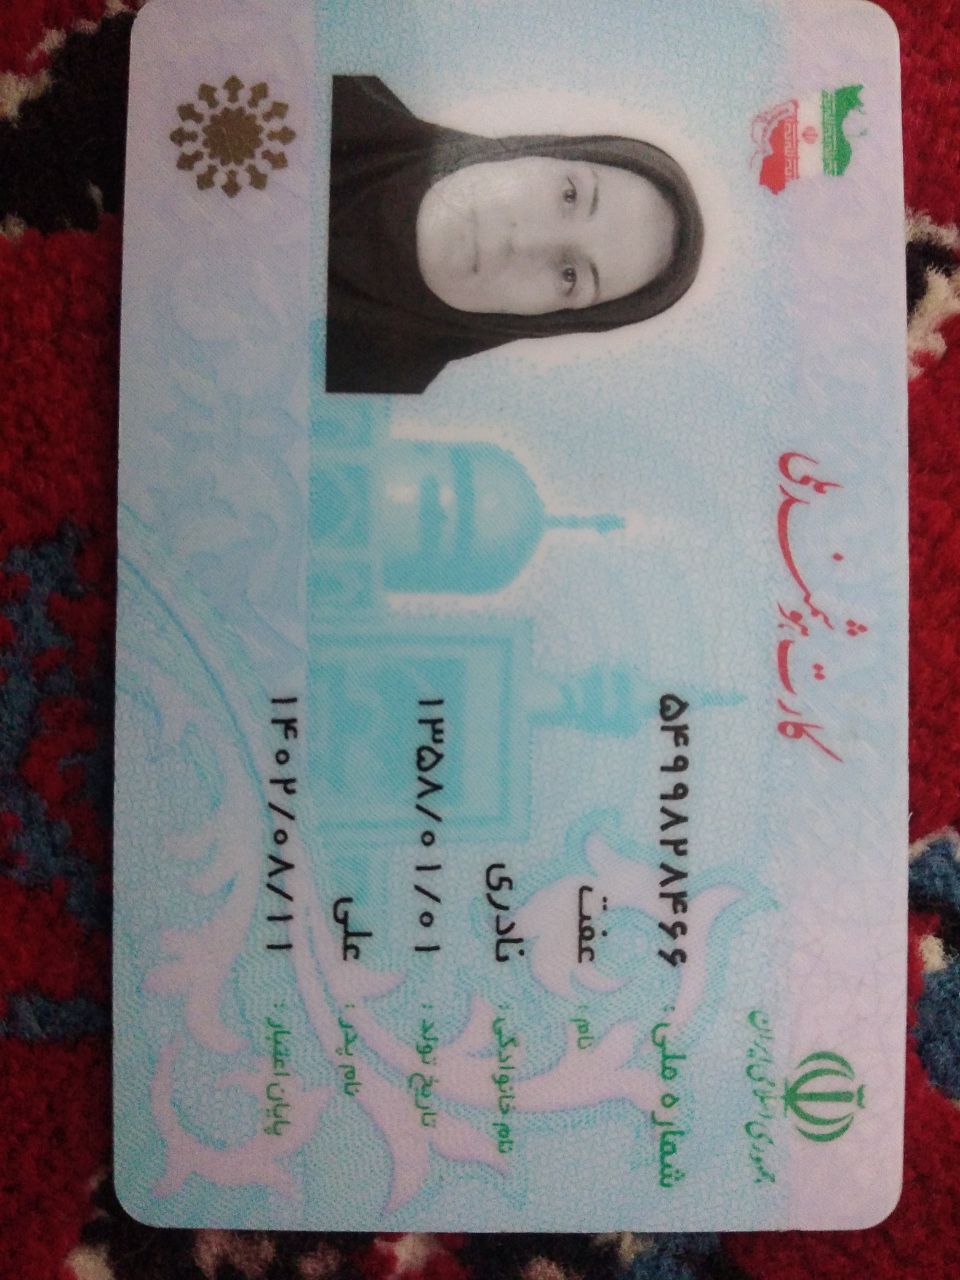 جمهوری اسلامی ایران
کارت هوشمند ملی
شماره ملی: ۵۴۹۹۸۲۸۴۶۶
نام: عفت
نام خانوادگی: نادری
تاریخ تولد: ۱۳۵۸/۰۱/۰۱
نام پدر: علی
پایان اعتبار: ۱۴۰۲/۰۸/۱۱